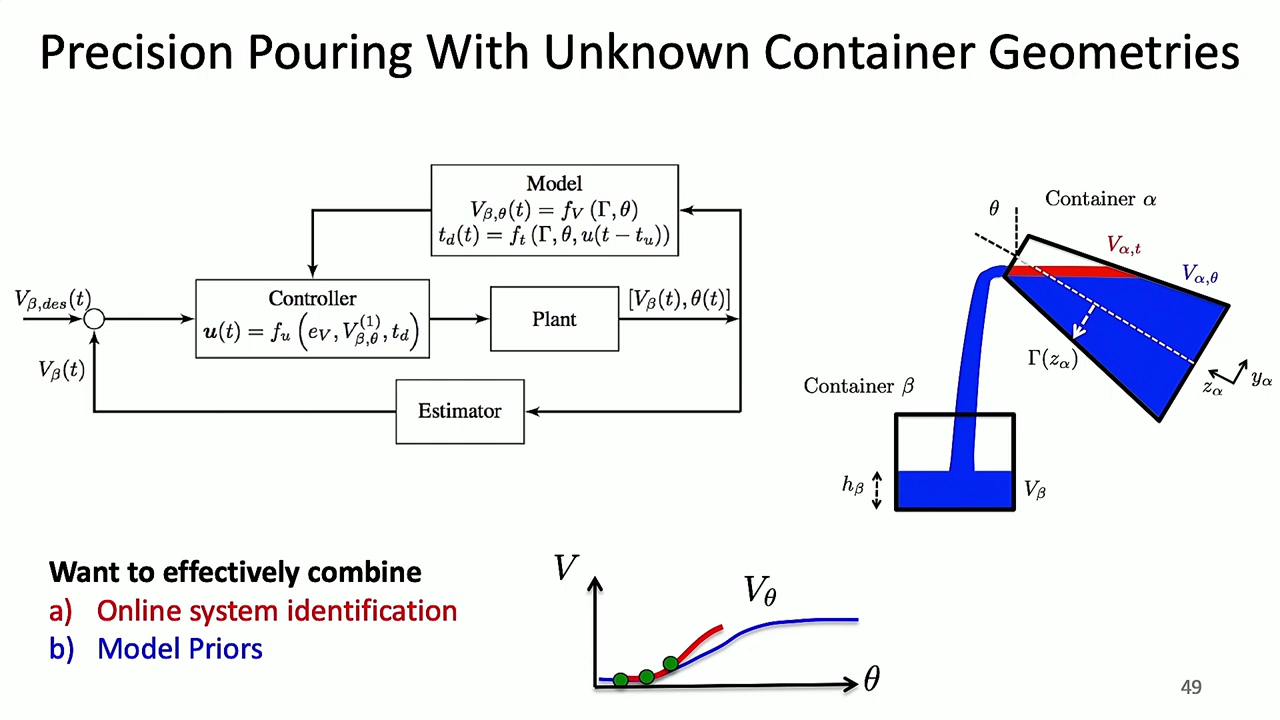 Precision Pouring With Unknown Container Geometries
Model
V_{β,θ}(t) = f_V (Γ, θ)
t_d(t) = f_t (Γ, θ, u(t − t_u))
V_{β,des}(t)
Controller
u(t) = f_u (e_V, V_{β,θ}^{(1)}, t_d)
Plant
[V_β(t), θ(t)]
V_β(t)
Estimator
θ
Container α
V_{α,t}
V_{α,θ}
Γ(z_α)
z_α
y_α
Container β
h_β
V_β
Want to effectively combine
a) Online system identification
b) Model Priors
V
V_θ
θ
49